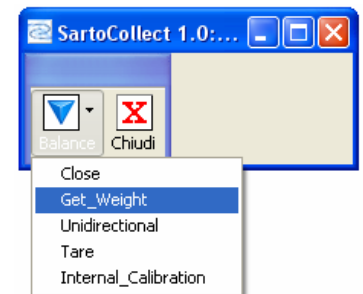 SartoCollect 1.0:...
Balance Chiudi
Close
Get_Weight
Unidirectional
Tare
Internal_Calibration